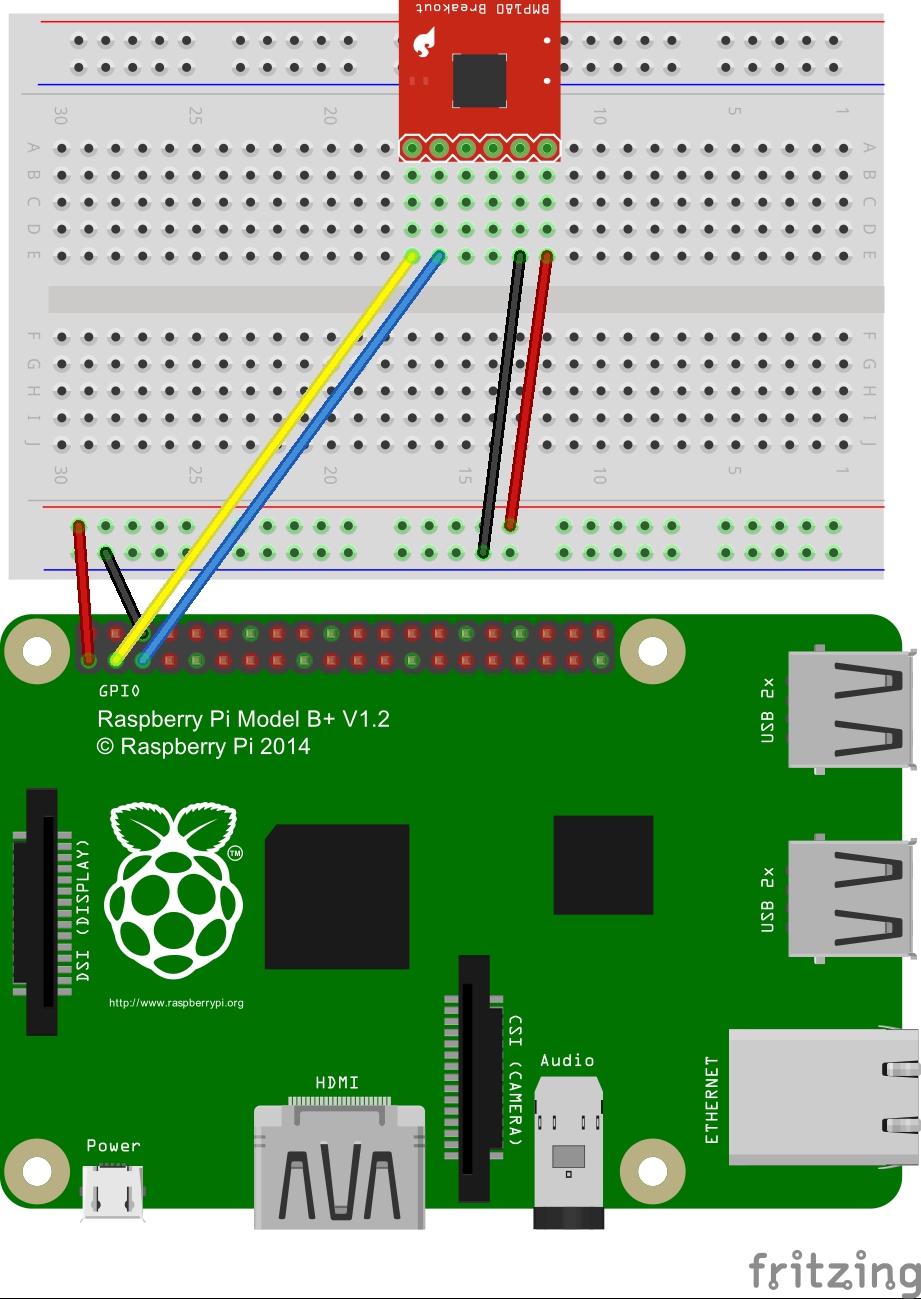 BMP180 Breakout
30 25 20 10 5 1
A A
B B
C C
D D
E E
F F
G G
H H
I I
J J
30 25 20 15 10 5 1
GPIO
Raspberry Pi Model B+ V1.2
© Raspberry Pi 2014
USB 2x
DSI (DISPLAY)
TM
USB 2x
http://www.raspberrypi.org
CSI (CAMERA)
Audio
ETHERNET
HDMI
Power
fritzing